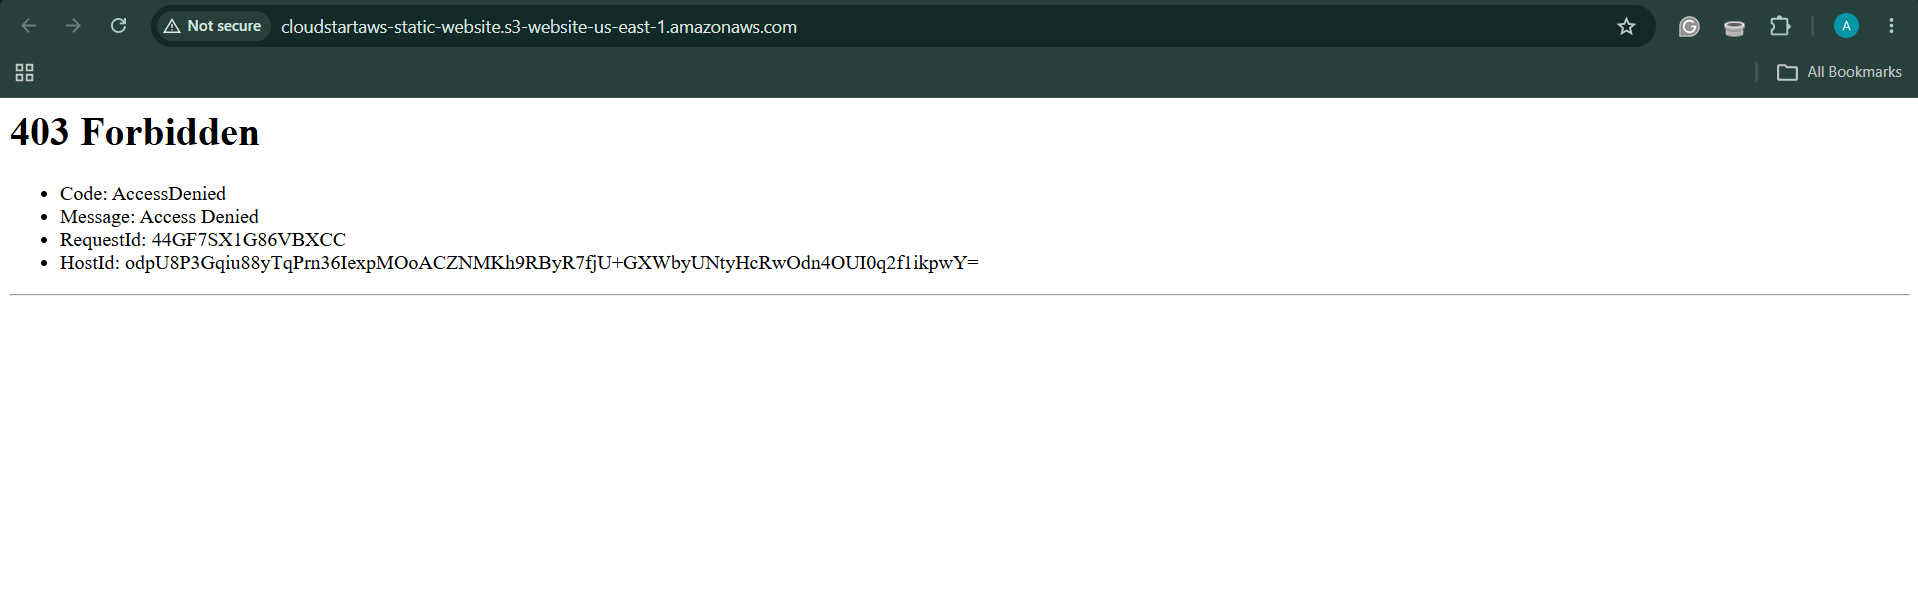 Not secure
cloudstartaws-static-website.s3-website-us-east-1.amazonaws.com
A
All Bookmarks
403 Forbidden
• Code: AccessDenied
• Message: Access Denied
• RequestId: 44GF7SX1G86VBXCC
• HostId: odpU8P3Gqiu88yTqPrn36IexpMOoACZNMKh9RByR7fjU+GXWbyUNtyHcRwOdn4OUI0q2f1ikpwY=